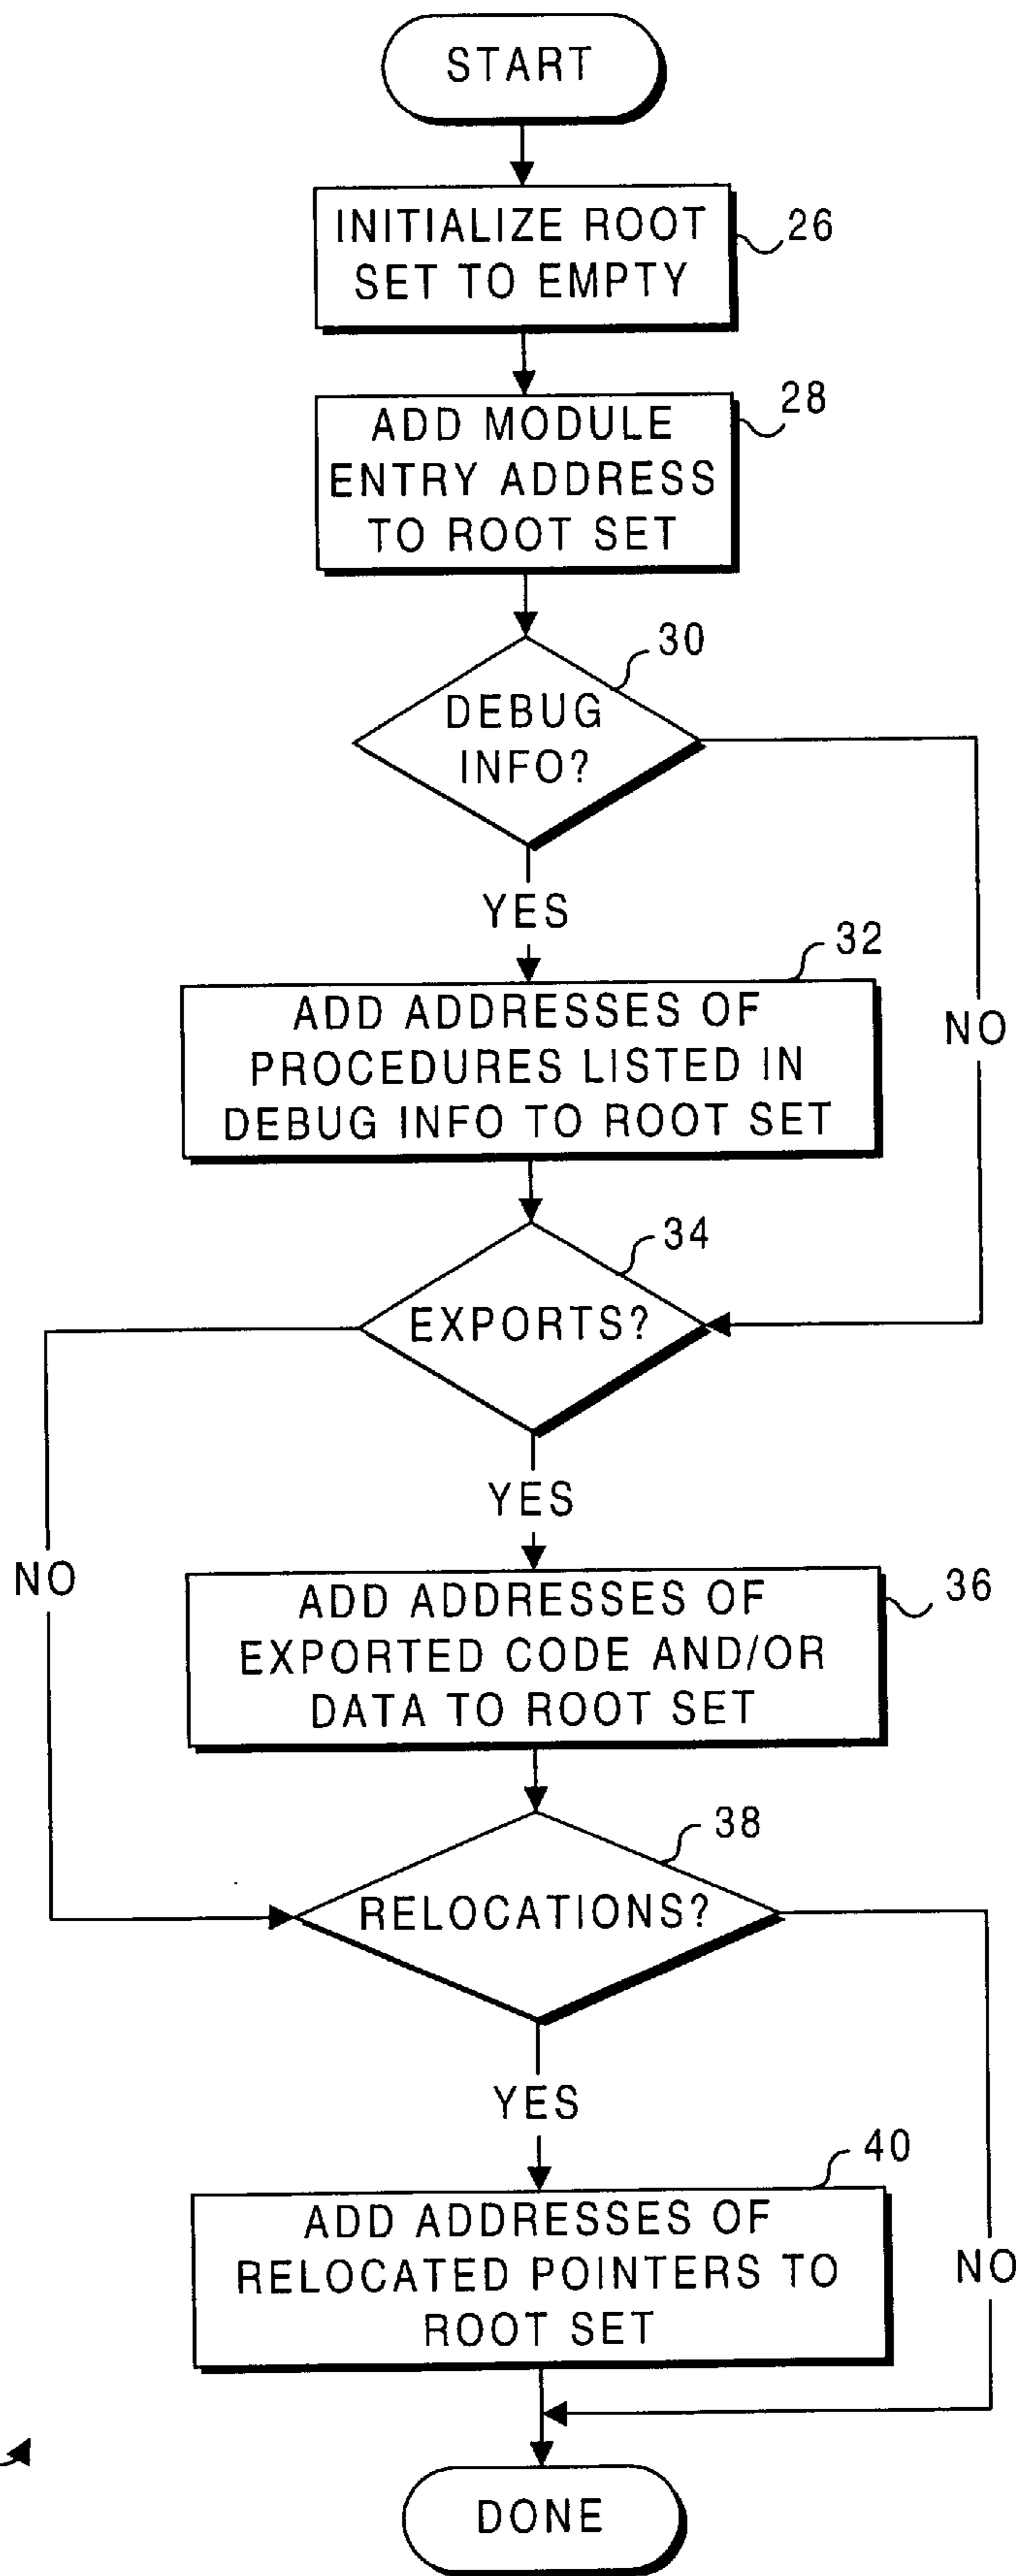 START
INITIALIZE ROOT
SET TO EMPTY
26
ADD MODULE
ENTRY ADDRESS
TO ROOT SET
28
30
DEBUG
INFO?
YES
NO
32
ADD ADDRESSES OF
PROCEDURES LISTED IN
DEBUG INFO TO ROOT SET
34
EXPORTS?
YES
NO
36
ADD ADDRESSES OF
EXPORTED CODE AND/OR
DATA TO ROOT SET
38
RELOCATIONS?
YES
NO
40
ADD ADDRESSES OF
RELOCATED POINTERS TO
ROOT SET
DONE